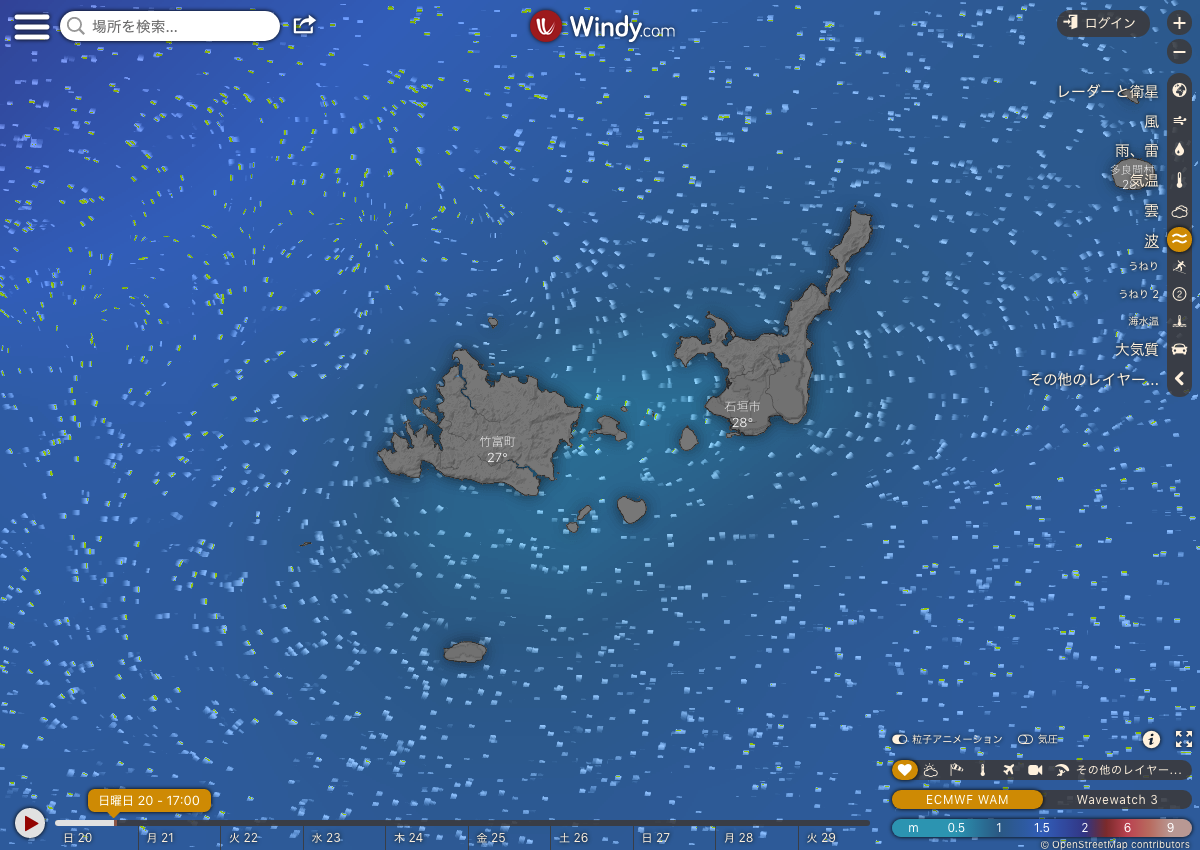 場所を検索...
Windy.com
ログイン
レーダーと衛星
風
雨、雷
多良間村
気温
雲
波
うねり
うねり 2
海水温
大気質
その他のレイヤー...
石垣市
28°
竹富町
27°
粒子アニメーション
気圧
その他のレイヤー...
日曜日 20 - 17:00
ECMWF WAM
Wavewatch 3
日 20
月 21
火 22
水 23
木 24
金 25
土 26
日 27
月 28
火 29
m 0.5 1 1.5 2 6 9
© OpenStreetMap contributors